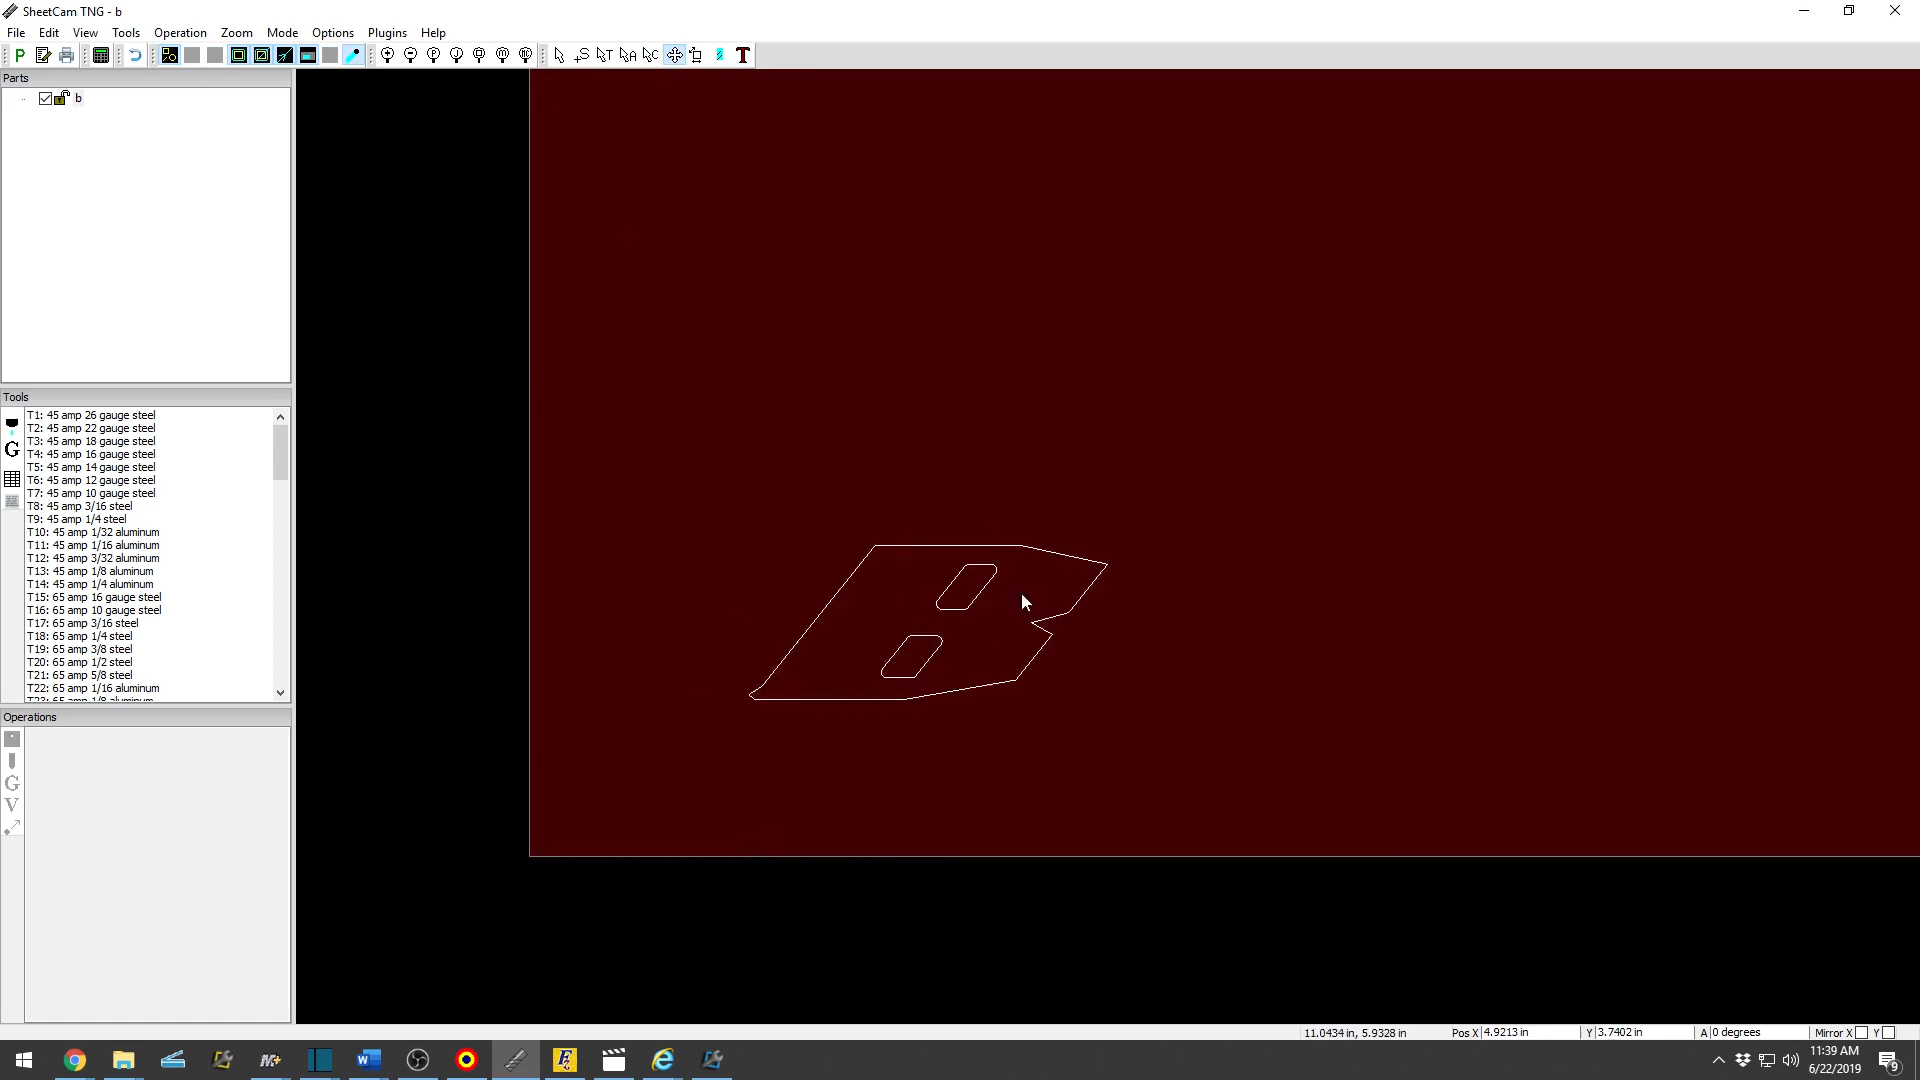 SheetCam TNG - b
File Edit View Tools Operation Zoom Mode Options Plugins Help
P S T A C T
Parts
b
Tools
T1: 45 amp 26 gauge steel
T2: 45 amp 22 gauge steel
T3: 45 amp 18 gauge steel
T4: 45 amp 16 gauge steel
T5: 45 amp 14 gauge steel
T6: 45 amp 12 gauge steel
T7: 45 amp 10 gauge steel
T8: 45 amp 3/16 steel
T9: 45 amp 1/4 steel
T10: 45 amp 1/32 aluminum
T11: 45 amp 1/16 aluminum
T12: 45 amp 3/32 aluminum
T13: 45 amp 1/8 aluminum
T14: 45 amp 1/4 aluminum
T15: 65 amp 16 gauge steel
T16: 65 amp 10 gauge steel
T17: 65 amp 3/16 steel
T18: 65 amp 1/4 steel
T19: 65 amp 3/8 steel
T20: 65 amp 1/2 steel
T21: 65 amp 5/8 steel
T22: 65 amp 1/16 aluminum
T23: 65 amp 1/8 aluminum
G
Operations
G
V
11.0434 in, 5.9328 in Pos X 4.9213 in Y 3.7402 in A 0 degrees Mirror X Y
11:39 AM
6/22/2019
9